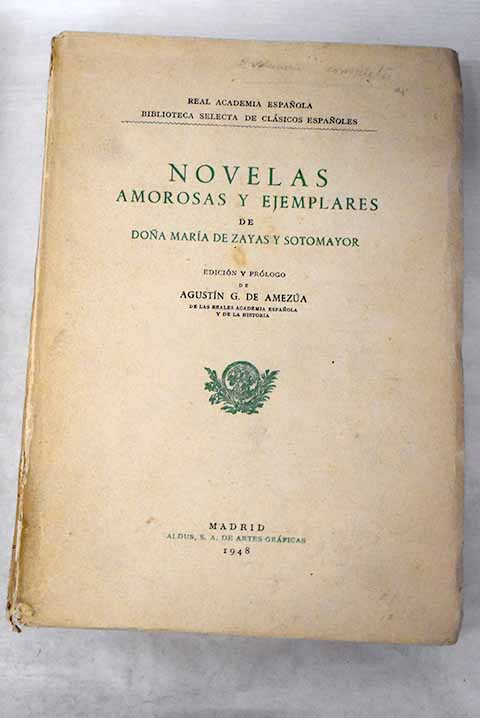 completa
REAL ACADEMIA ESPAÑOLA
BIBLIOTECA SELECTA DE CLÁSICOS ESPAÑOLES
NOVELAS
AMOROSAS Y EJEMPLARES
DE
DOÑA MARÍA DE ZAYAS Y SOTOMAYOR
EDICIÓN Y PRÓLOGO
DE
AGUSTÍN G. DE AMEZÚA
DE LAS REALES ACADEMIA ESPAÑOLA
Y DE LA HISTORIA
MADRID
ALDUS, S. A. DE ARTES GRÁFICAS
1948